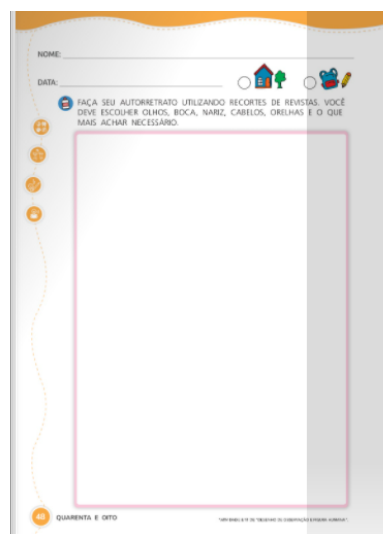 NOME:
DATA:
FAÇA SEU AUTORRETRATO UTILIZANDO RECORTES DE REVISTAS. VOCÊ
DEVE ESCOLHER OLHOS, BOCA, NARIZ, CABELOS, ORELHAS E O QUE
MAIS ACHAR NECESSÁRIO.
48 QUARENTA E OITO